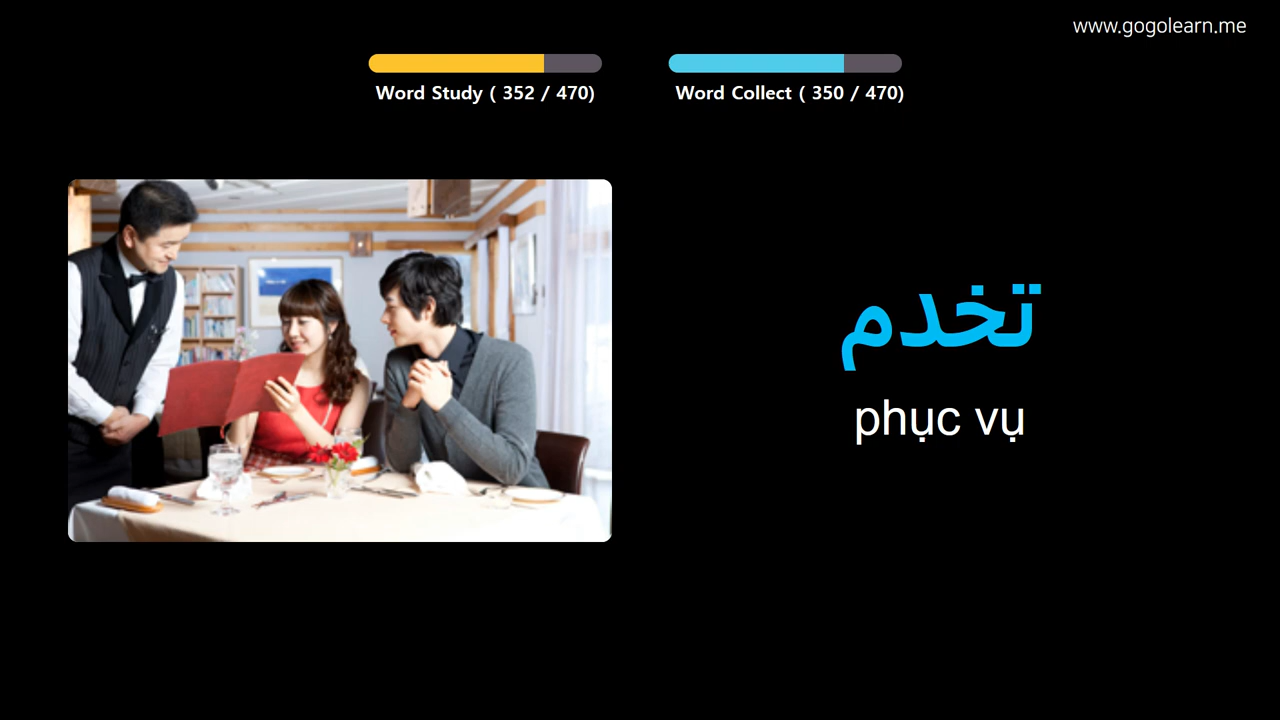 www.gogolearn.me
Word Study ( 352 / 470)
Word Collect ( 350 / 470)
تخدم
phục vụ